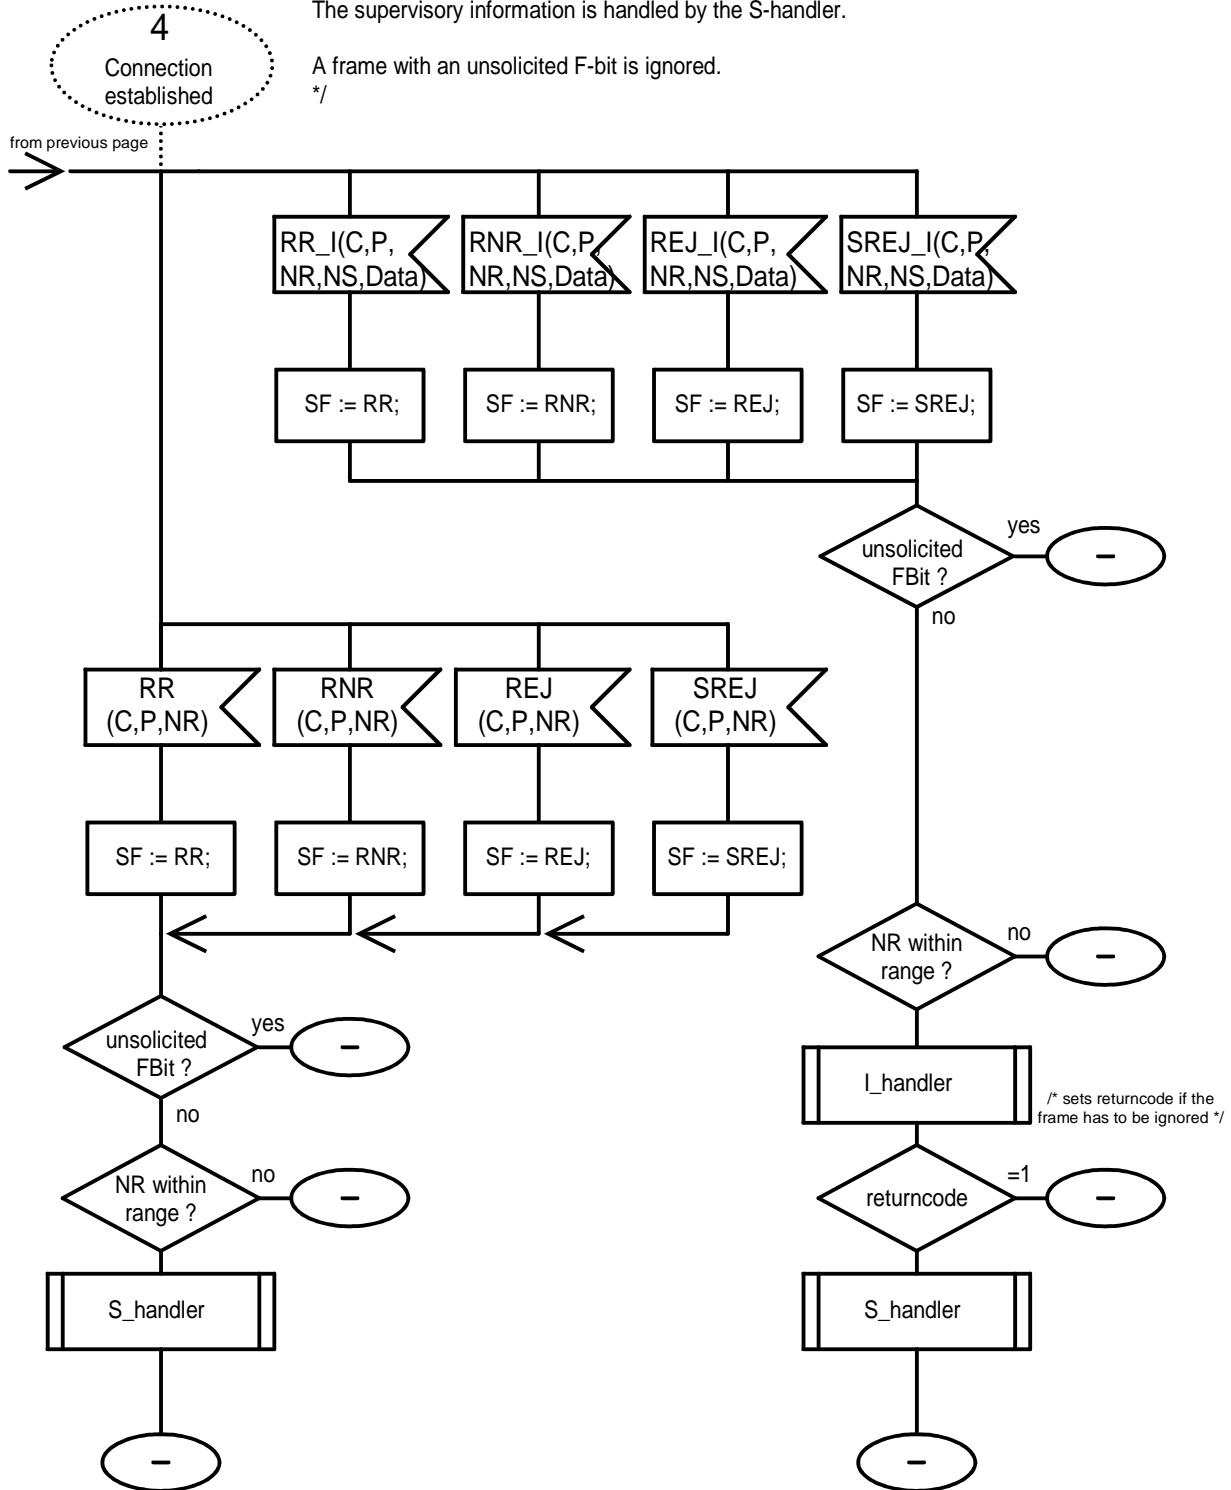 The supervisory information is handled by the S-handler.
4
Connection
established
A frame with an unsolicited F-bit is ignored.
*/
from previous page
RR_I(C,P,
NR,NS,Data)
RNR_I(C,P,
NR,NS,Data)
REJ_I(C,P,
NR,NS,Data)
SREJ_I(C,P,
NR,NS,Data)
SF := RR;
SF := RNR;
SF := REJ;
SF := SREJ;
unsolicited
FBit ?
yes
–
no
RR
(C,P,NR)
RNR
(C,P,NR)
REJ
(C,P,NR)
SREJ
(C,P,NR)
SF := RR;
SF := RNR;
SF := REJ;
SF := SREJ;
NR within
range ?
no
–
unsolicited
FBit ?
yes
–
no
I_handler
/* sets returncode if the
frame has to be ignored */
NR within
range ?
no
–
returncode
=1
–
S_handler
S_handler
–
–